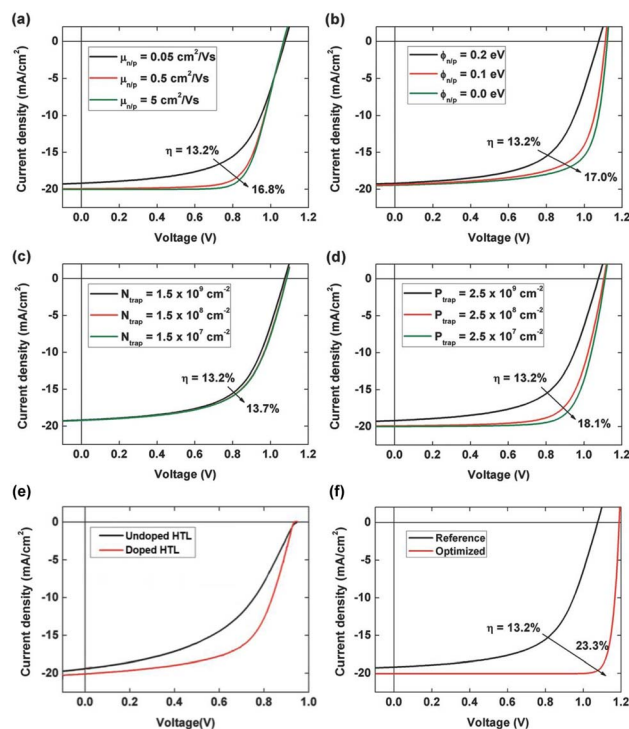 (a)
Current density (mA/cm²)
0
-5
-10
-15
-20
-25
μn/p = 0.05 cm²/Vs
μn/p = 0.5 cm²/Vs
μn/p = 5 cm²/Vs
η = 13.2%
16.8%
0.0 0.2 0.4 0.6 0.8 1.0 1.2
Voltage (V)
(b)
Current density (mA/cm²)
0
-5
-10
-15
-20
-25
ϕn/p = 0.2 eV
ϕn/p = 0.1 eV
ϕn/p = 0.0 eV
η = 13.2%
17.0%
0.0 0.2 0.4 0.6 0.8 1.0 1.2
Voltage (V)
(c)
Current density (mA/cm²)
0
-5
-10
-15
-20
-25
Ntrap = 1.5 x 10⁹ cm⁻²
Ntrap = 1.5 x 10⁸ cm⁻²
Ntrap = 1.5 x 10⁷ cm⁻²
η = 13.2%
13.7%
0.0 0.2 0.4 0.6 0.8 1.0 1.2
Voltage (V)
(d)
Current density (mA/cm²)
0
-5
-10
-15
-20
-25
Ptrap = 2.5 x 10⁹ cm⁻²
Ptrap = 2.5 x 10⁸ cm⁻²
Ptrap = 2.5 x 10⁷ cm⁻²
η = 13.2%
18.1%
0.0 0.2 0.4 0.6 0.8 1.0 1.2
Voltage (V)
(e)
Current density (mA/cm²)
0
-5
-10
-15
-20
-25
Undoped HTL
Doped HTL
0.0 0.2 0.4 0.6 0.8 1.0
Voltage(V)
(f)
Current density (mA/cm²)
0
-5
-10
-15
-20
-25
Reference
Optimized
η = 13.2%
23.3%
0.0 0.2 0.4 0.6 0.8 1.0 1.2
Voltage (V)